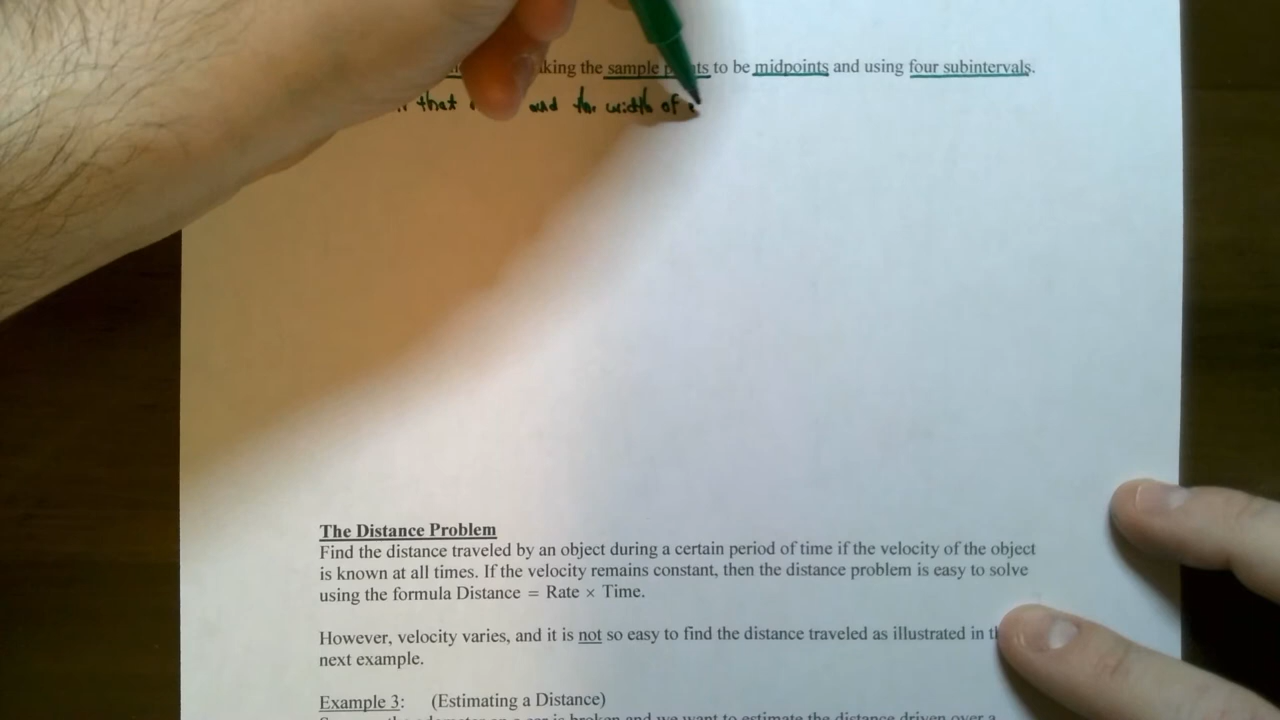 the sample to be midpoints and using four subintervals.
that and the width of
The Distance Problem
Find the distance traveled by an object during a certain period of time if the velocity of the object
is known at all times. If the velocity remains constant, then the distance problem is easy to solve
using the formula Distance = Rate × Time.
However, velocity varies, and it is not so easy to find the distance traveled as illustrated in
next example.
Example 3: (Estimating a Distance)